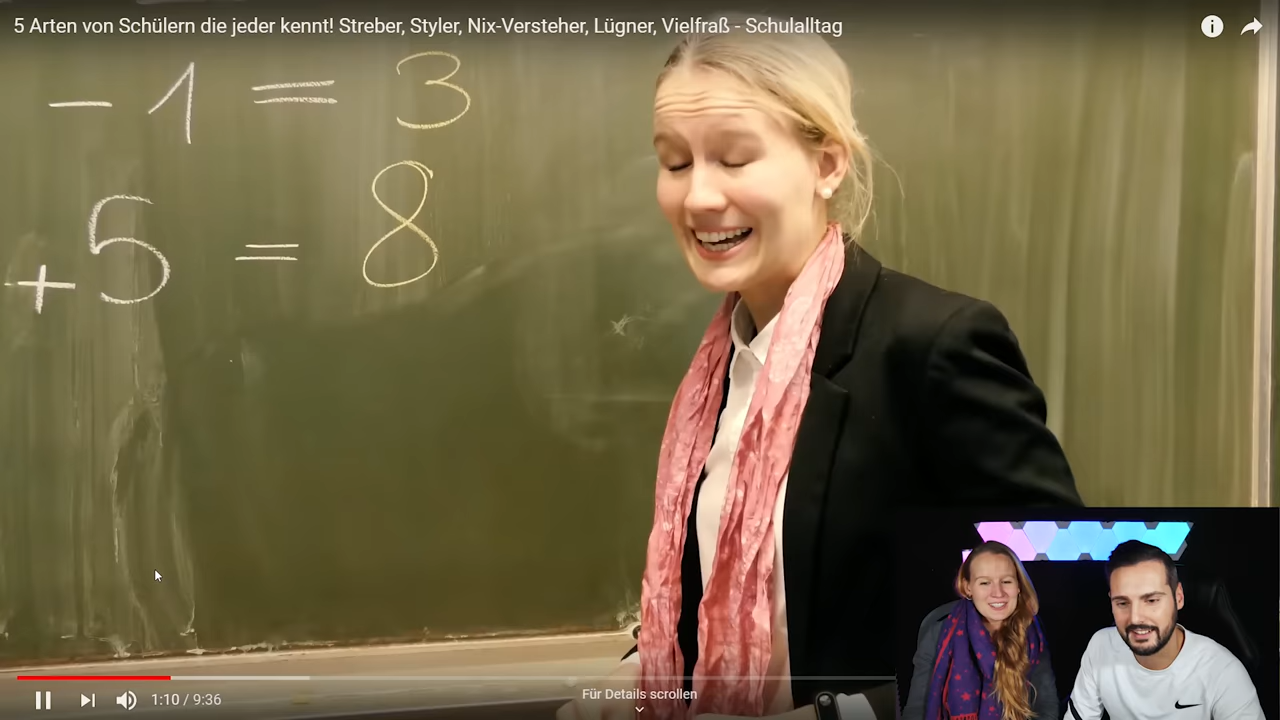 5 Arten von Schülern die jeder kennt! Streber, Styler, Nix-Versteher, Lügner, Vielfraß - Schulalltag
- 1 = 3
+ 5 = 8
Für Details scrollen
1:10 / 9:36